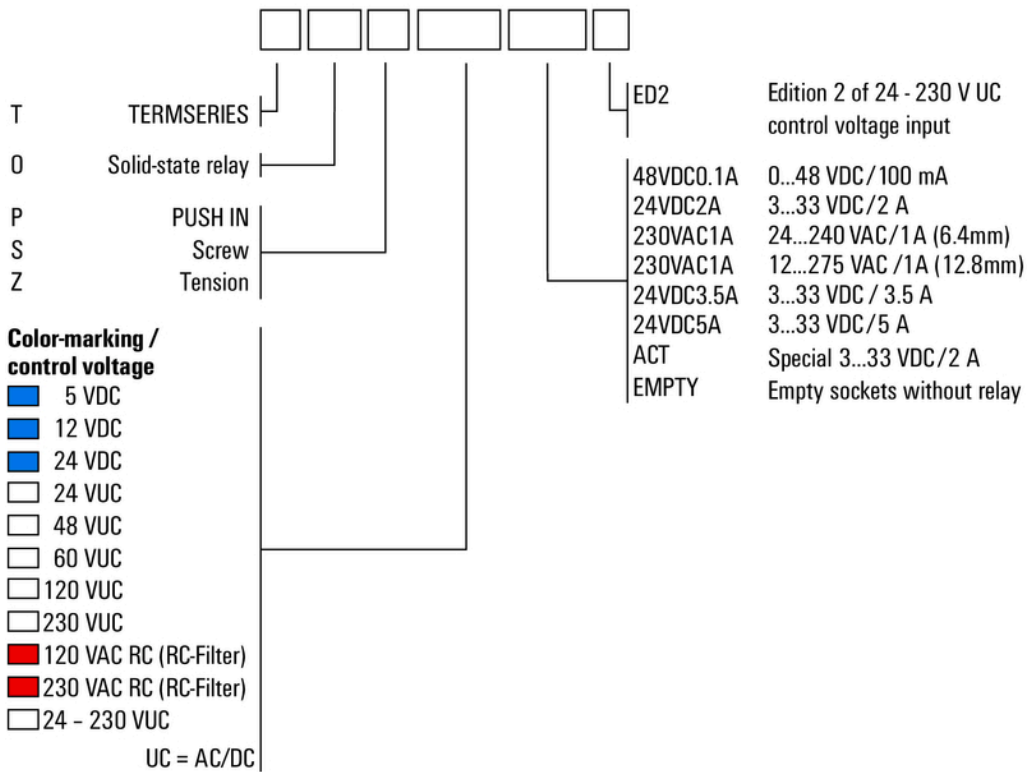 T TERMSERIES
O Solid-state relay
P PUSH IN
S Screw
Z Tension
Color-marking /
control voltage
5 VDC
12 VDC
24 VDC
24 VUC
48 VUC
60 VUC
120 VUC
230 VUC
120 VAC RC (RC-Filter)
230 VAC RC (RC-Filter)
24 – 230 VUC
UC = AC/DC
ED2 Edition 2 of 24 - 230 V UC
control voltage input
48VDC0.1A 0...48 VDC/100 mA
24VDC2A 3...33 VDC/2 A
230VAC1A 24...240 VAC/1A (6.4mm)
230VAC1A 12...275 VAC /1A (12.8mm)
24VDC3.5A 3...33 VDC / 3.5 A
24VDC5A 3...33 VDC/5 A
ACT Special 3...33 VDC/2 A
EMPTY Empty sockets without relay